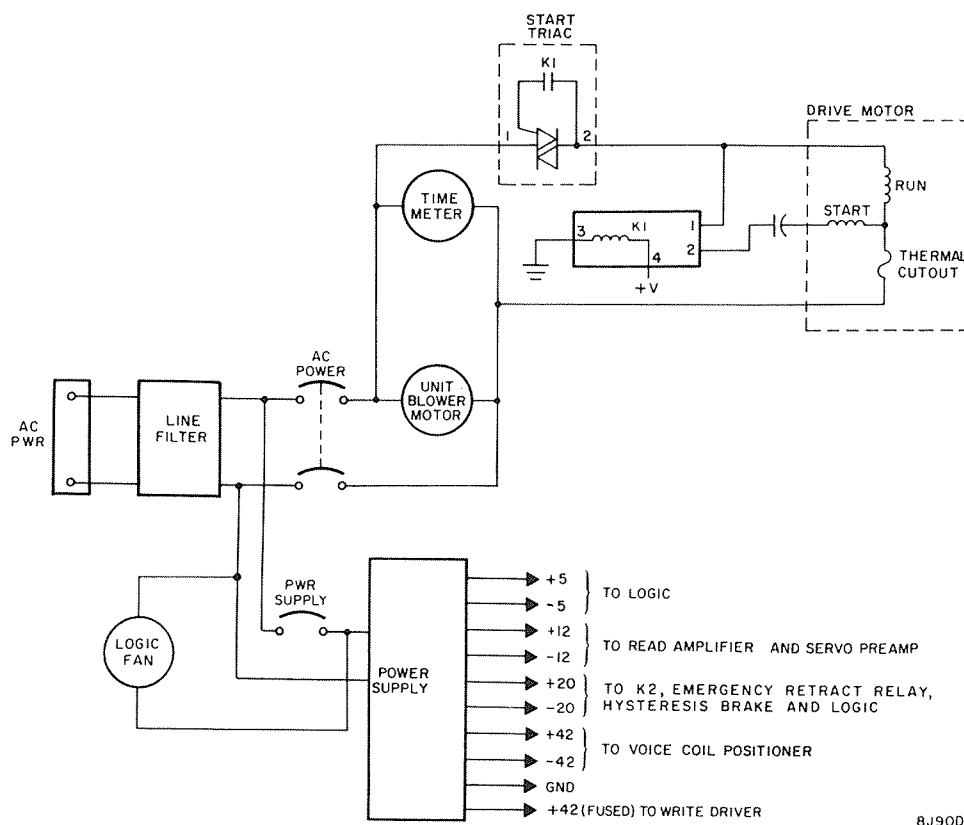 START
TRIAC
K1
1
2
DRIVE MOTOR
RUN
START
THERMAL
CUTOUT
TIME
METER
3
K1
4
1
2
+V
AC
POWER
UNIT
BLOWER
MOTOR
AC
PWR
LINE
FILTER
PWR
SUPPLY
LOGIC
FAN
POWER
SUPPLY
+5
-5
TO LOGIC
+12
-12
TO READ AMPLIFIER AND SERVO PREAMP
+20
-20
TO K2, EMERGENCY RETRACT RELAY,
HYSTERESIS BRAKE AND LOGIC
+42
-42
TO VOICE COIL POSITIONER
GND
+42 (FUSED) TO WRITE DRIVER
8J90D